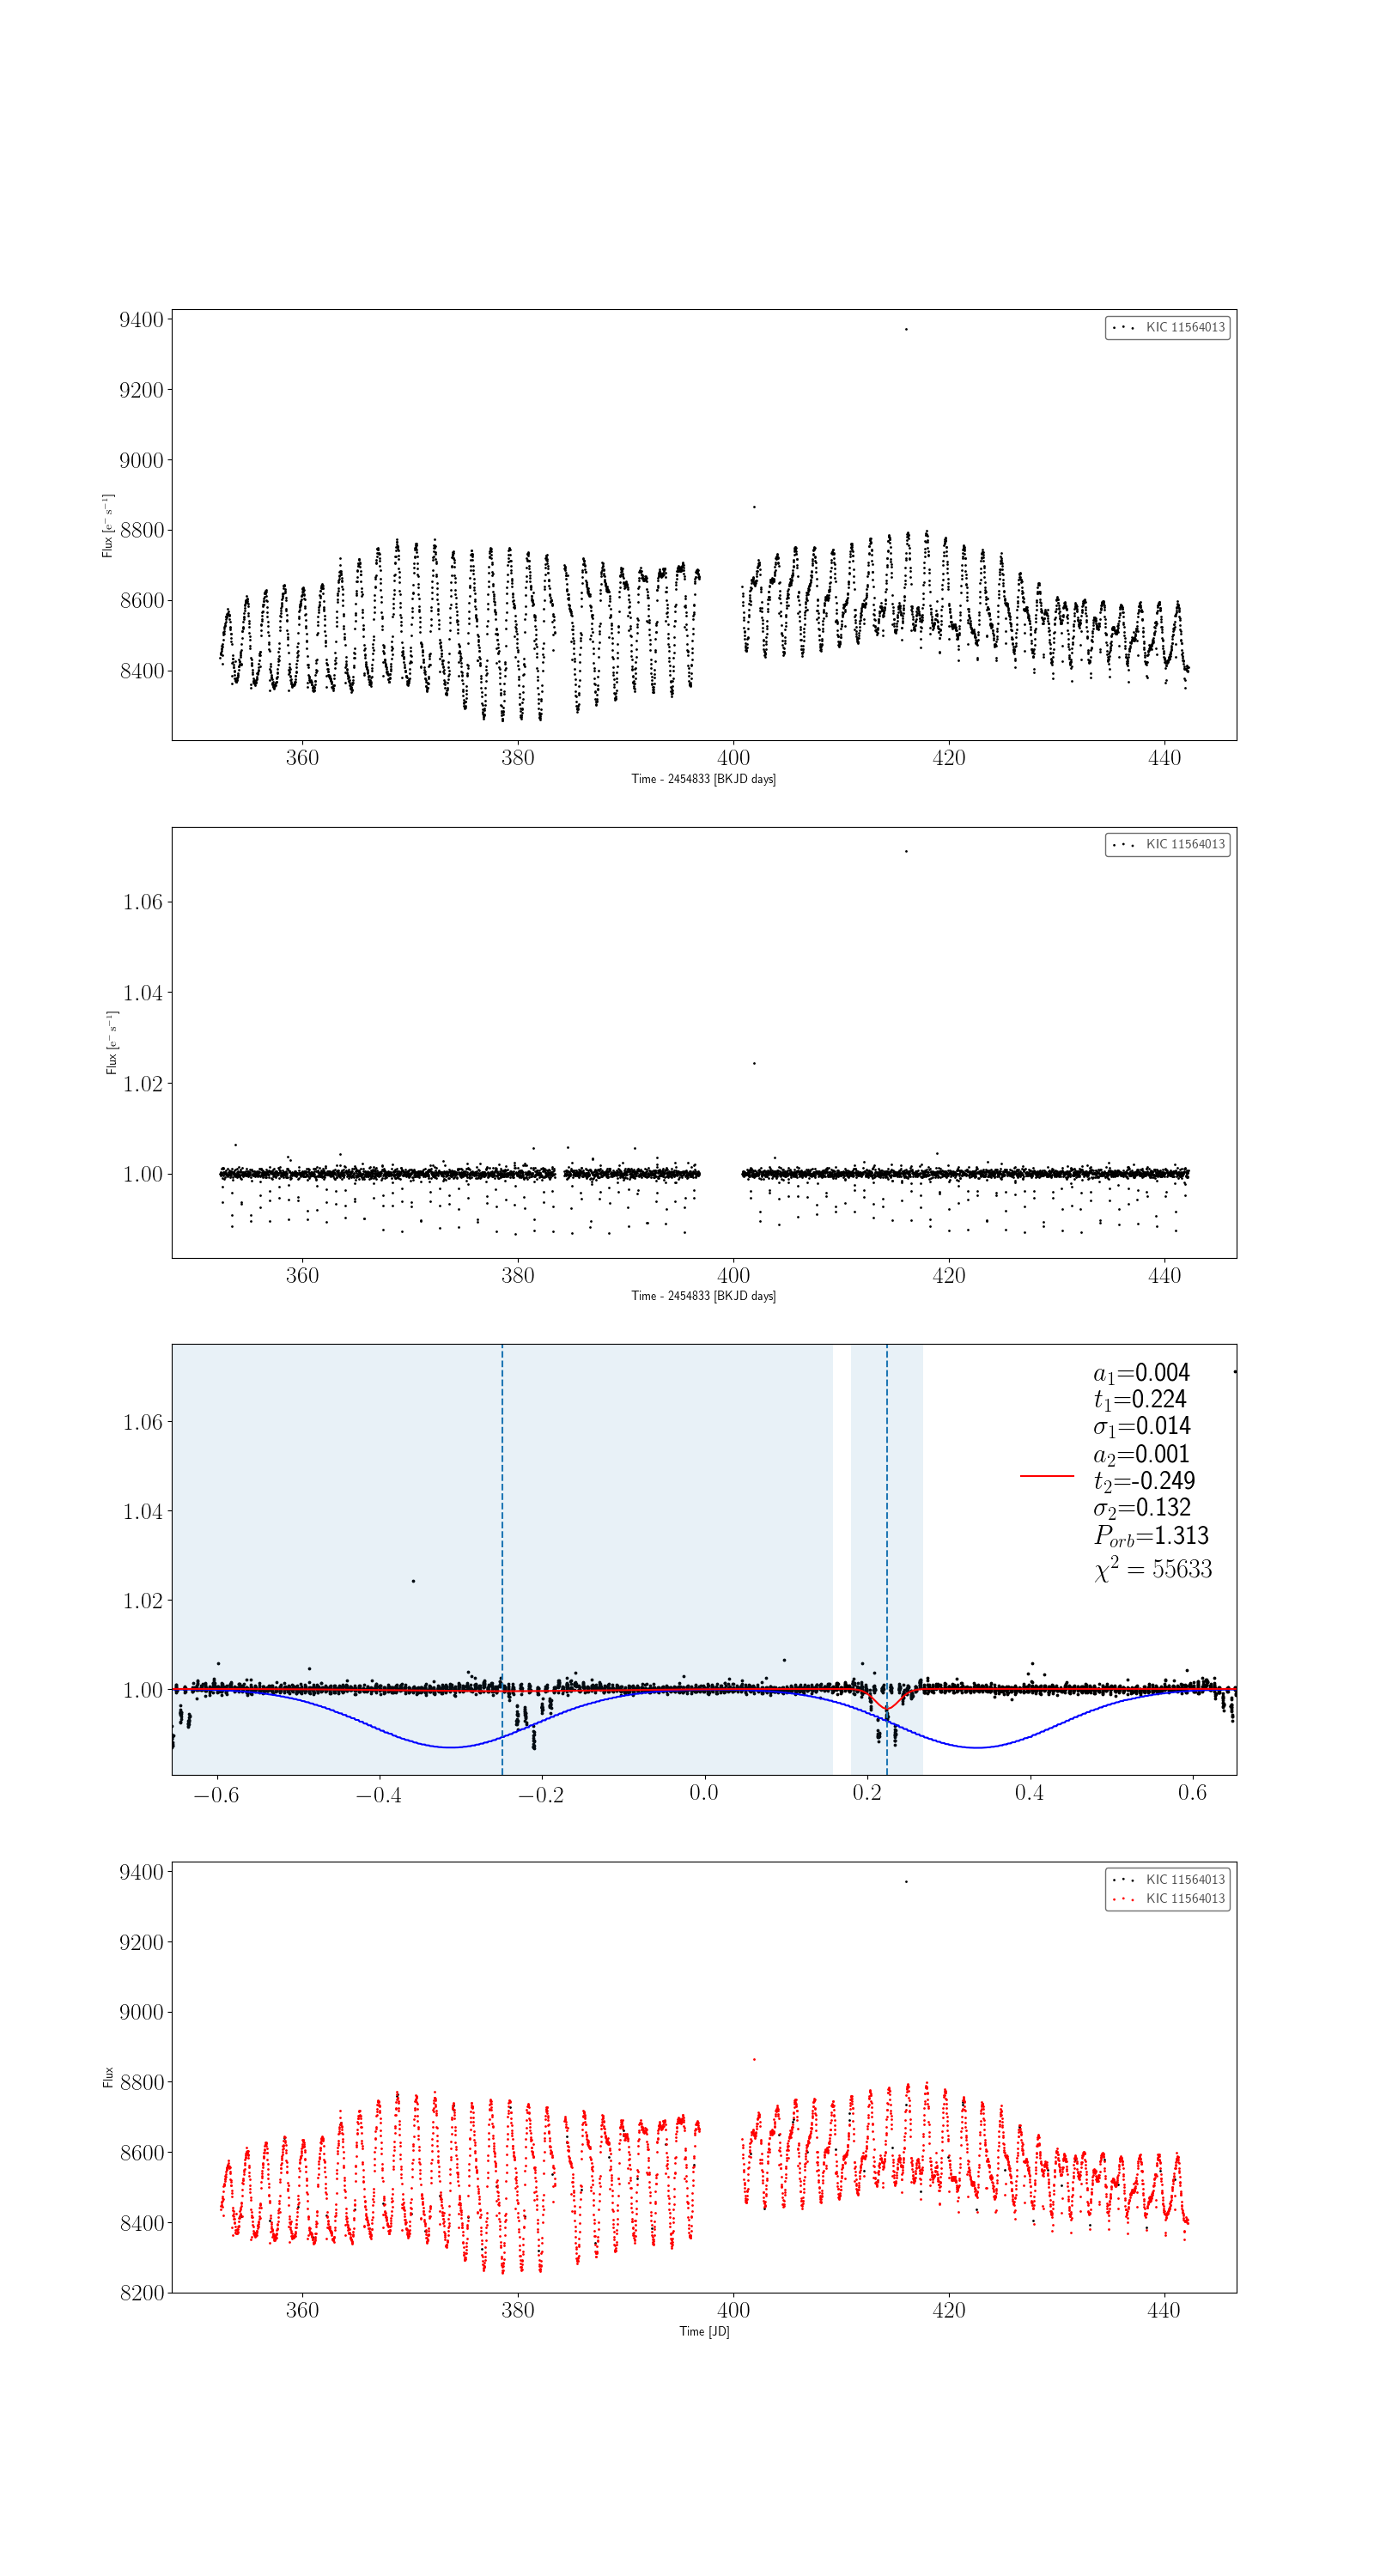 9400
9200
9000
8800
8600
8400
Flux [e⁻ s⁻¹]
KIC 11564013
360 380 400 420 440
Time - 2454833 [BKJD days]
1.06
1.04
1.02
1.00
Flux [e⁻ s⁻¹]
KIC 11564013
360 380 400 420 440
Time - 2454833 [BKJD days]
1.06
1.04
1.02
1.00
a₁=0.004
t₁=0.224
σ₁=0.014
a₂=0.001
t₂=-0.249
σ₂=0.132
P_orb=1.313
χ² = 55633
−0.6 −0.4 −0.2 0.0 0.2 0.4 0.6
9400
9200
9000
8800
8600
8400
8200
Flux
KIC 11564013
KIC 11564013
360 380 400 420 440
Time [JD]